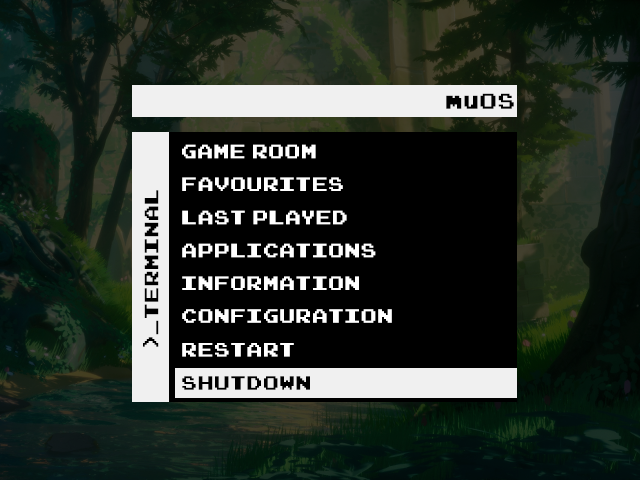 muOS
>_TERMINAL
GAME ROOM
FAVOURITES
LAST PLAYED
APPLICATIONS
INFORMATION
CONFIGURATION
RESTART
SHUTDOWN